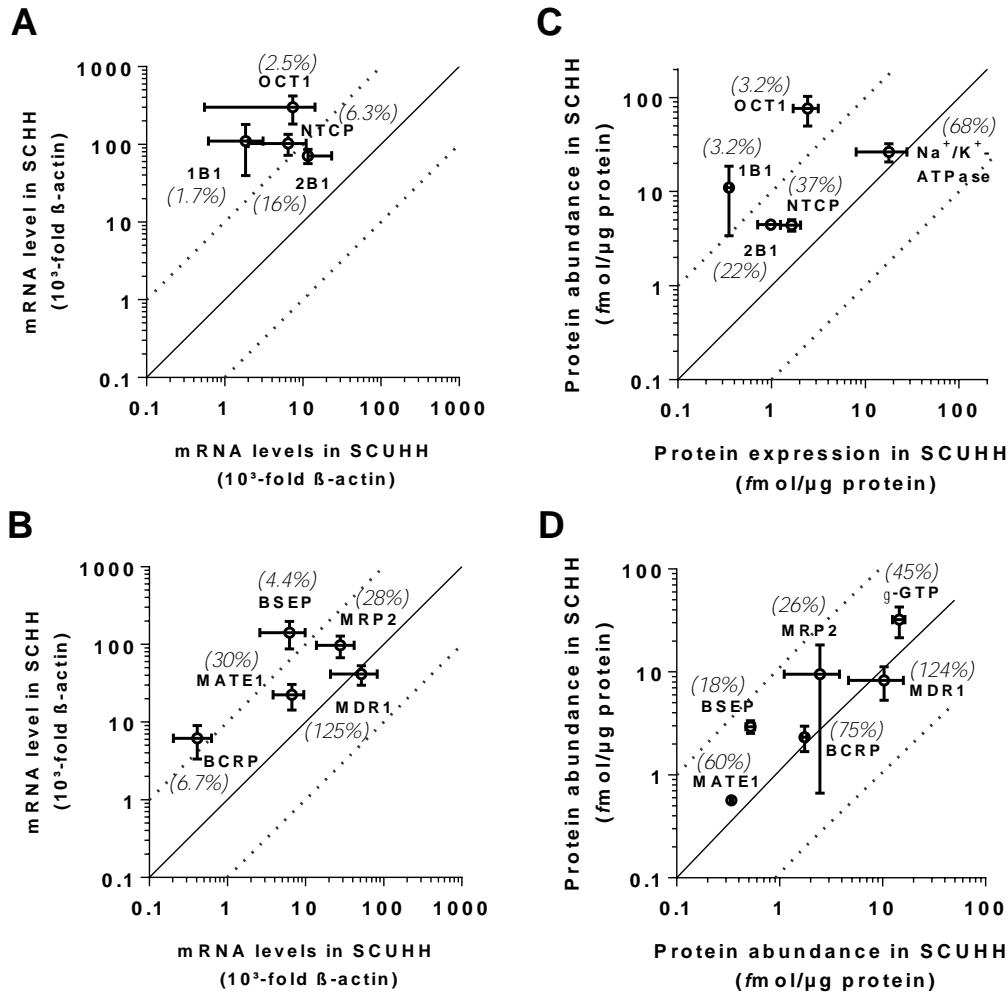 A
mRNA level in SCHH
(10³-fold ß-actin)
1000
100
10
1
0.1
(2.5%)
OCT1
(6.3%)
NTCP
1B1
2B1
(1.7%)
(16%)
0.1
1
10
100
1000
mRNA levels in SCUHH
(10³-fold ß-actin)
C
Protein abundance in SCHH
(fmol/µg protein)
100
10
1
0.1
(3.2%)
OCT1
(68%)
Na⁺/K⁺-
ATPase
(3.2%)
1B1
(37%)
NTCP
2B1
(22%)
0.1
1
10
100
Protein expression in SCUHH
(fmol/µg protein)
B
mRNA levels in SCHH
(10³-fold ß-actin)
1000
100
10
1
0.1
(4.4%)
BSEP
(28%)
MRP2
(30%)
MATE1
MDR1
(125%)
BCRP
(6.7%)
0.1
1
10
100
1000
mRNA levels in SCUHH
(10³-fold ß-actin)
D
Protein abundance in SCHH
(fmol/µg protein)
100
10
1
0.1
(45%)
g-GTP
(26%)
MRP2
(124%)
MDR1
(18%)
BSEP
(75%)
BCRP
(60%)
MATE1
0.1
1
10
Protein abundance in SCUHH
(fmol/µg protein)